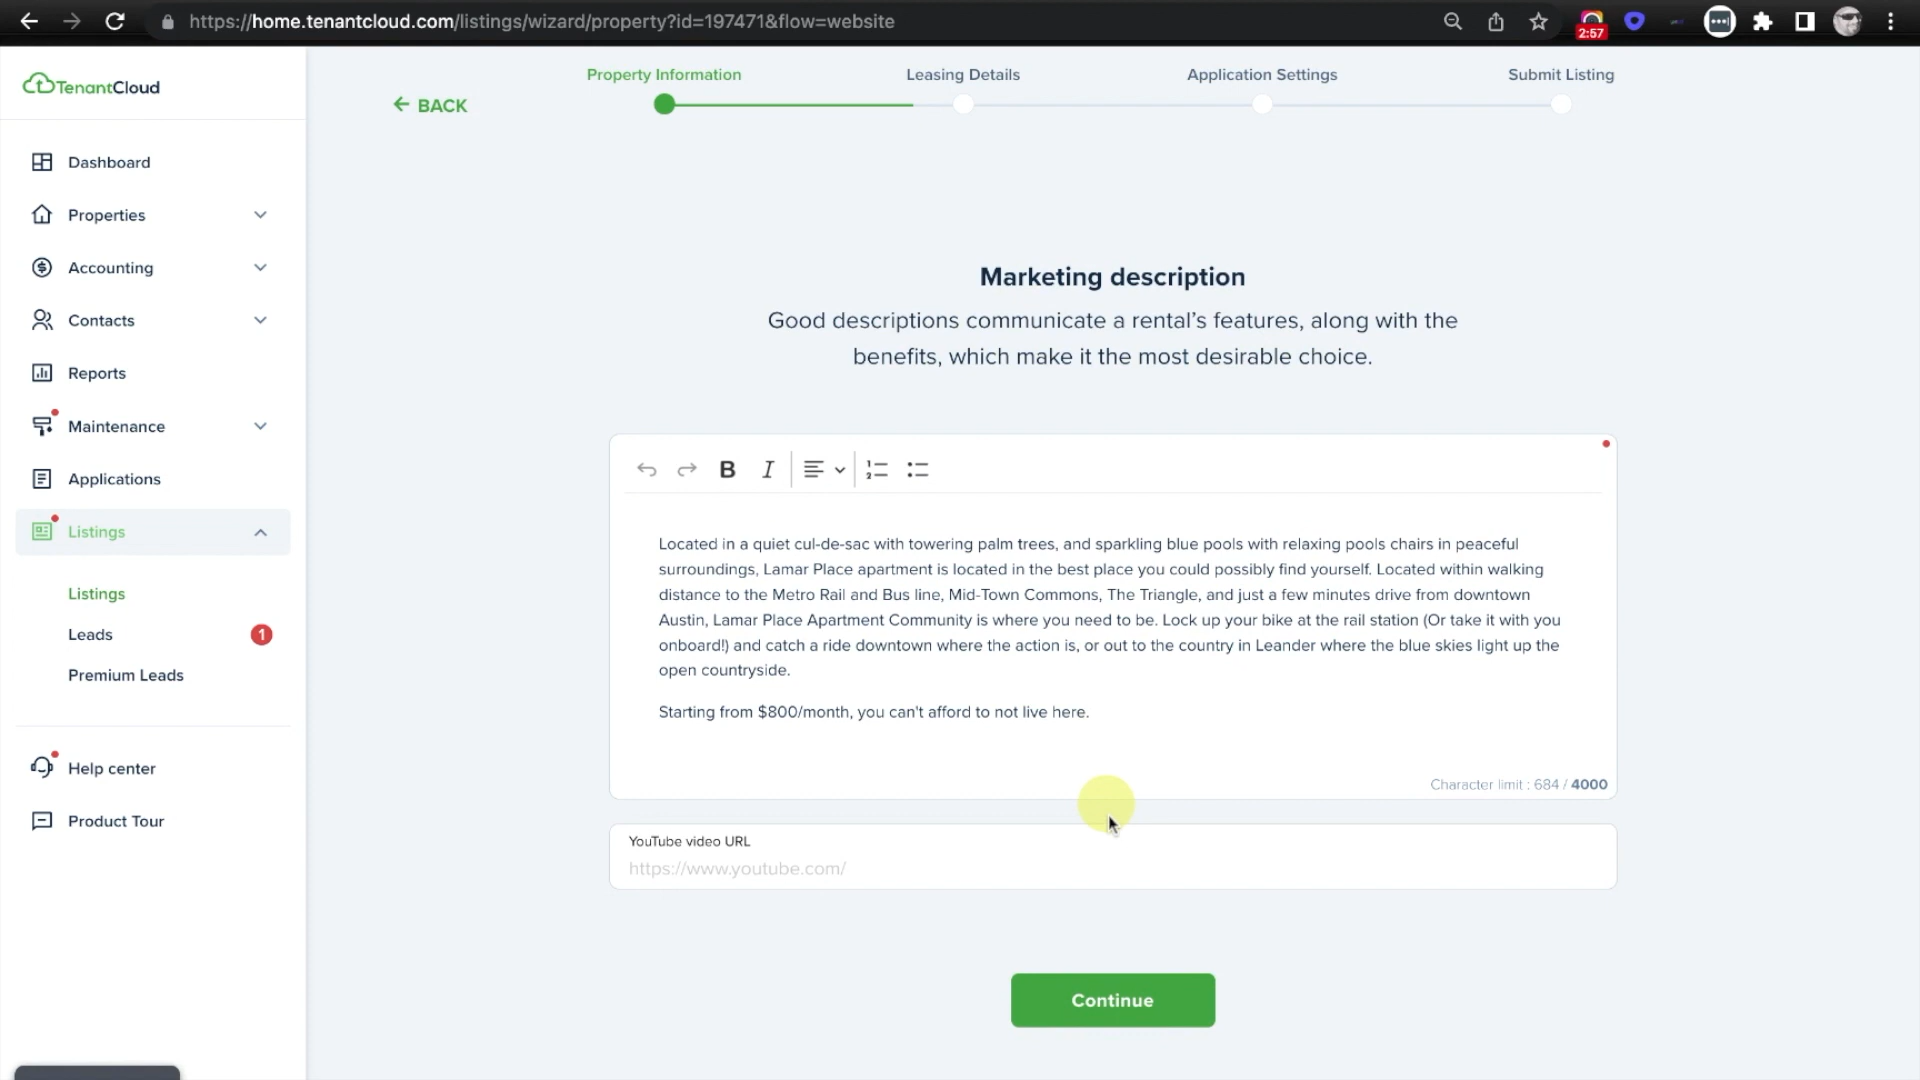 https://home.tenantcloud.com/listings/wizard/property?id=197471&flow=website
2:57
TenantCloud
Dashboard
Properties
Accounting
Contacts
Reports
Maintenance
Applications
Listings
Listings
Leads 1
Premium Leads
Help center
Product Tour
BACK
Property Information
Leasing Details
Application Settings
Submit Listing
Marketing description
Good descriptions communicate a rental's features, along with the
benefits, which make it the most desirable choice.
B I
Located in a quiet cul-de-sac with towering palm trees, and sparkling blue pools with relaxing pools chairs in peaceful
surroundings, Lamar Place apartment is located in the best place you could possibly find yourself. Located within walking
distance to the Metro Rail and Bus line, Mid-Town Commons, The Triangle, and just a few minutes drive from downtown
Austin, Lamar Place Apartment Community is where you need to be. Lock up your bike at the rail station (Or take it with you
onboard!) and catch a ride downtown where the action is, or out to the country in Leander where the blue skies light up the
open countryside.
Starting from $800/month, you can't afford to not live here.
Character limit : 684 / 4000
YouTube video URL
https://www.youtube.com/
Continue